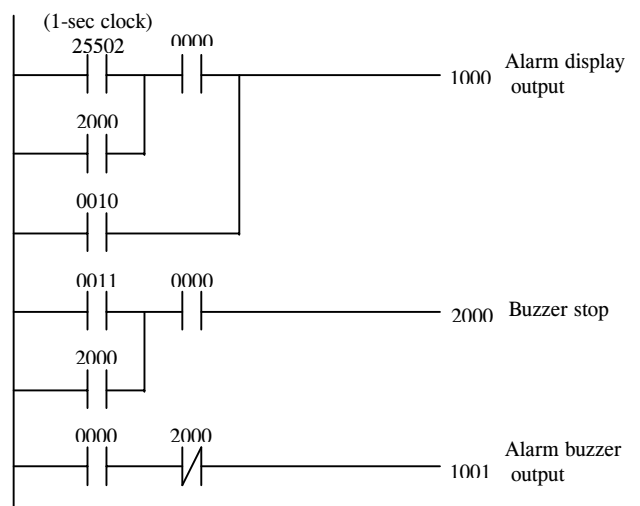 (1-sec clock)
25502 0000
1000 Alarm display
output
2000
0010
0011 0000
2000 Buzzer stop
2000
0000 2000
1001 Alarm buzzer
output